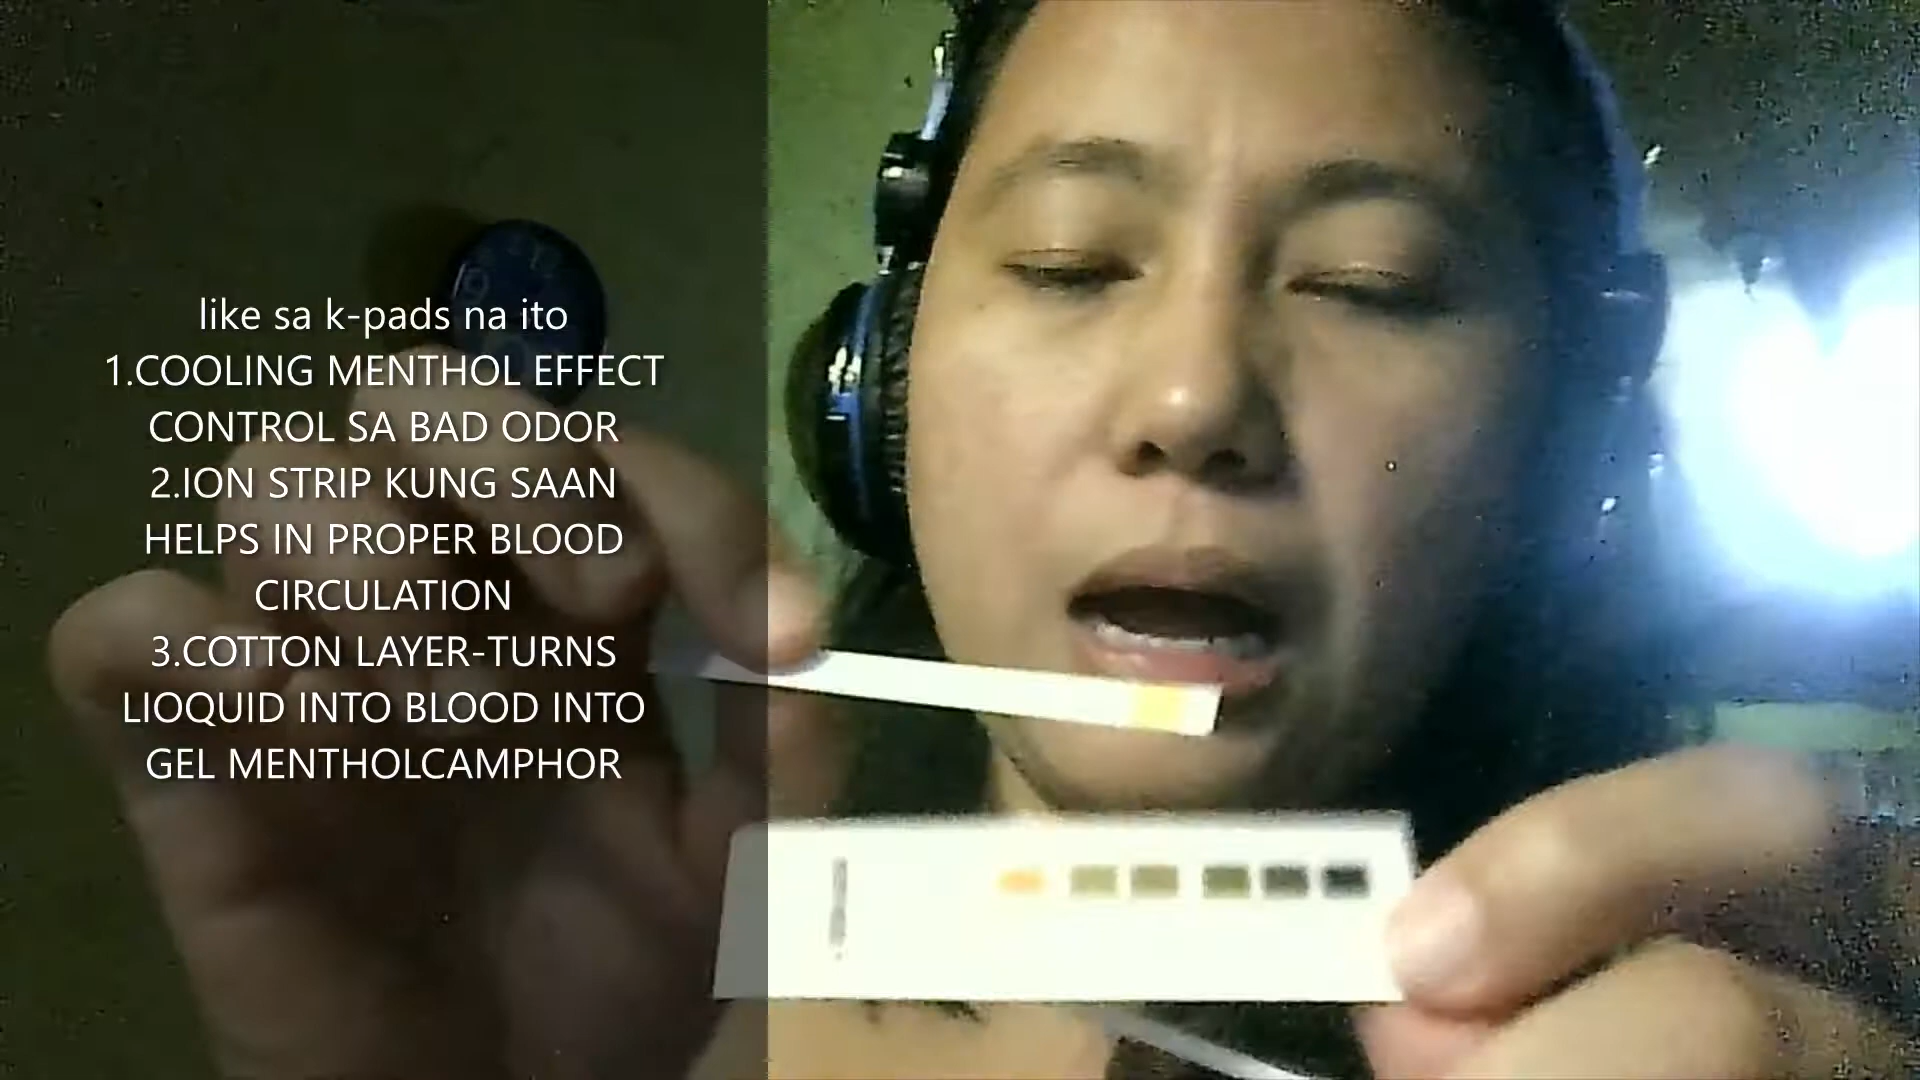 like sa k-pads na ito
1.COOLING MENTHOL EFFECT
CONTROL SA BAD ODOR
2.ION STRIP KUNG SAAN
HELPS IN PROPER BLOOD
CIRCULATION
3.COTTON LAYER-TURNS
LIOQUID INTO BLOOD INTO
GEL MENTHOLCAMPHOR